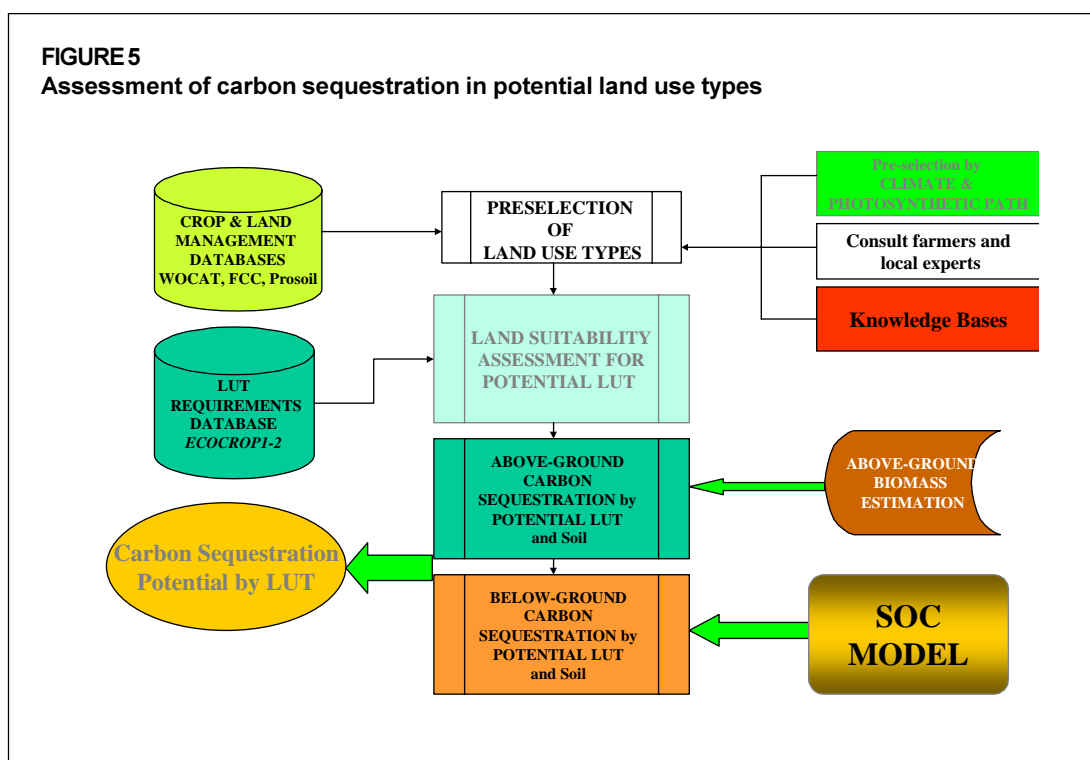 FIGURE 5
Assessment of carbon sequestration in potential land use types
CROP & LAND
MANAGEMENT
DATABASES
WOCAT, FCC, Prosoil
PRESELECTION
OF
LAND USE TYPES
Pre-selection by
CLIMATE &
PHOTOSYNTHETIC PATH
Consult farmers and
local experts
Knowledge Bases
LUT
REQUIREMENTS
DATABASE
ECOCROP1-2
LAND SUITABILITY
ASSESSMENT FOR
POTENTIAL LUT
ABOVE-GROUND
CARBON
SEQUESTRATION by
POTENTIAL LUT
and Soil
ABOVE-GROUND
BIOMASS
ESTIMATION
Carbon Sequestration
Potential by LUT
BELOW-GROUND
CARBON
SEQUESTRATION by
POTENTIAL LUT
and Soil
SOC
MODEL